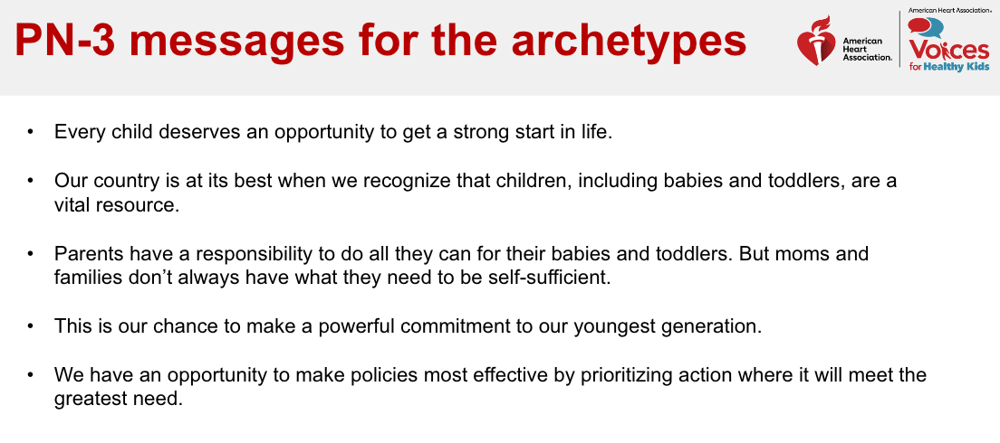 PN-3 messages for the archetypes
American
Heart
Association.
American Heart Association.
Voices
for Healthy Kids
• Every child deserves an opportunity to get a strong start in life.
• Our country is at its best when we recognize that children, including babies and toddlers, are a
vital resource.
• Parents have a responsibility to do all they can for their babies and toddlers. But moms and
families don’t always have what they need to be self-sufficient.
• This is our chance to make a powerful commitment to our youngest generation.
• We have an opportunity to make policies most effective by prioritizing action where it will meet the
greatest need.